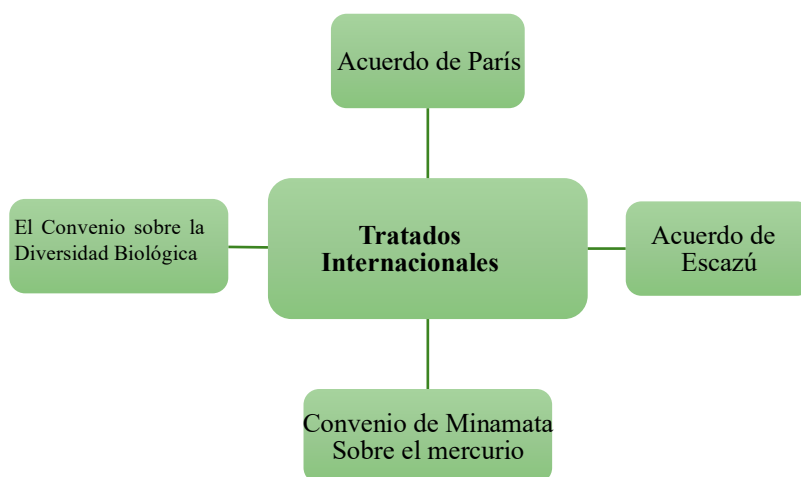 Acuerdo de París
El Convenio sobre la
Diversidad Biológica
Tratados
Internacionales
Acuerdo de
Escazú
Convenio de Minamata
Sobre el mercurio